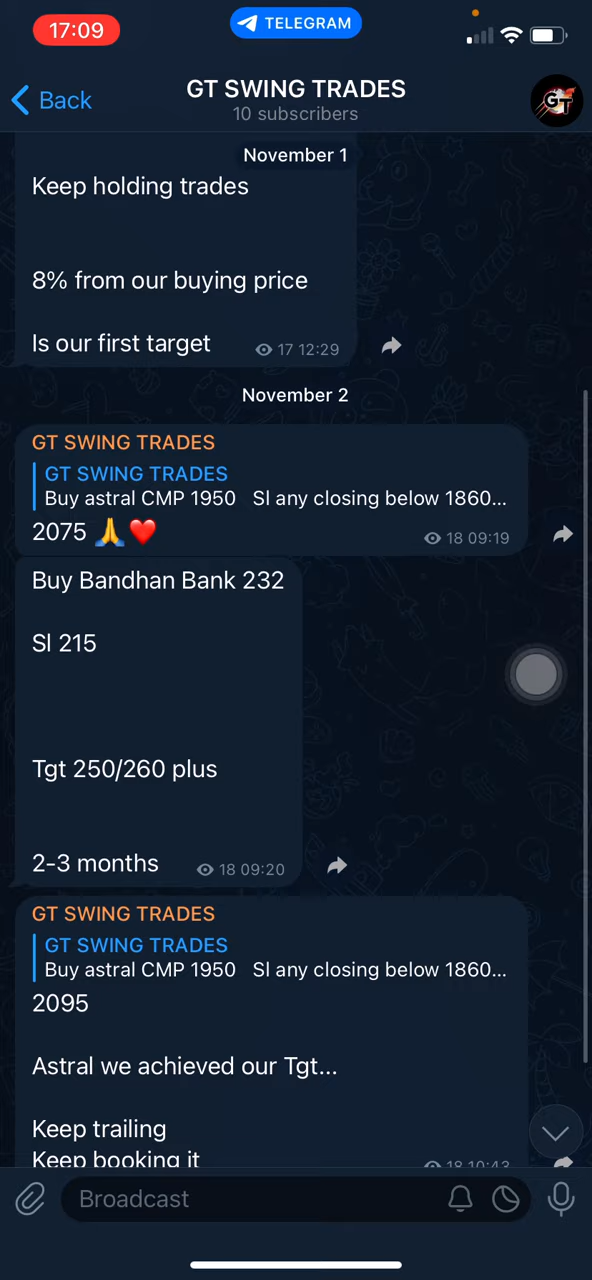 17:09
TELEGRAM
Back
GT SWING TRADES
10 subscribers
GT
November 1
Keep holding trades
8% from our buying price
Is our first target
17 12:29
November 2
GT SWING TRADES
GT SWING TRADES
Buy astral CMP 1950 Sl any closing below 1860...
2075 🙏❤️
18 09:19
Buy Bandhan Bank 232
Sl 215
Tgt 250/260 plus
2-3 months
18 09:20
GT SWING TRADES
GT SWING TRADES
Buy astral CMP 1950 Sl any closing below 1860...
2095
Astral we achieved our Tgt...
Keep trailing
Keep booking it
18 10:43
Broadcast